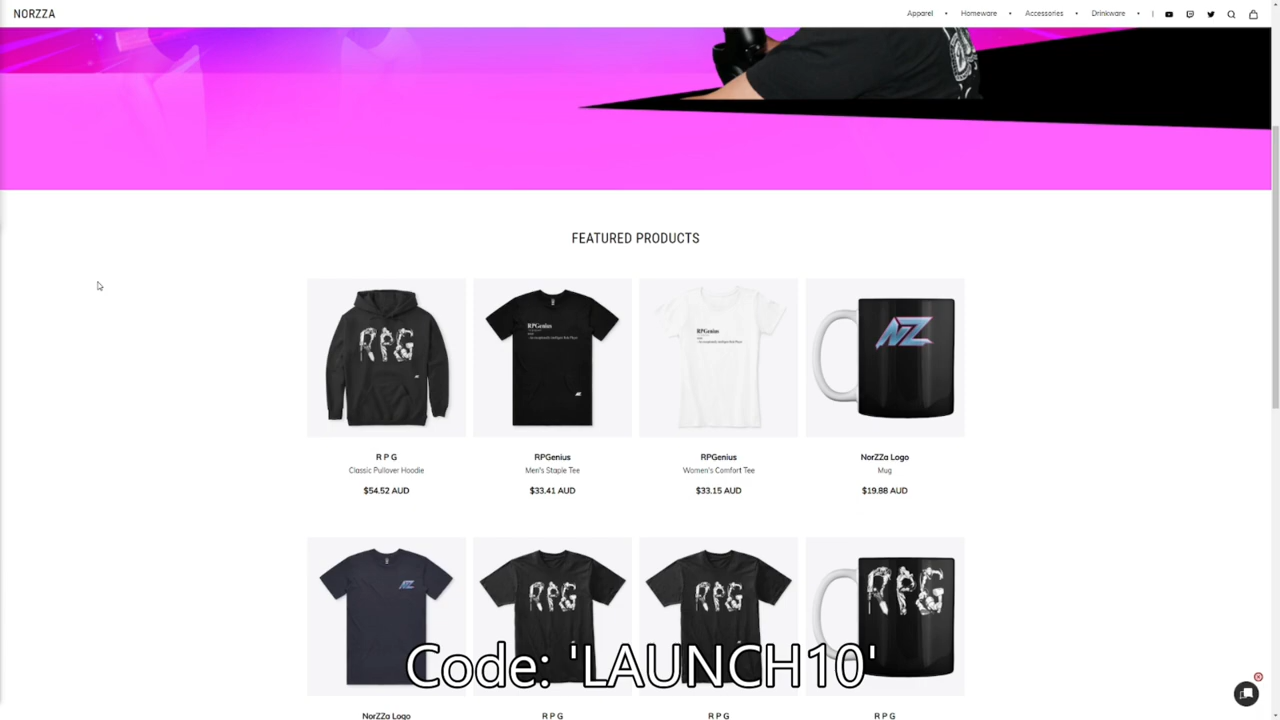 NORZZA
Apparel • Homeware • Accessories • Drinkware • |
FEATURED PRODUCTS
RPG
RPGenius
RPGenius
NZ
R P G
Classic Pullover Hoodie
$54.52 AUD
RPGenius
Men's Staple Tee
$33.41 AUD
RPGenius
Women's Comfort Tee
$33.15 AUD
NorZZa Logo
Mug
$19.88 AUD
NZ
RPG
RPG
RPG
Code: 'LAUNCH10'
NorZZa Logo
R P G
R P G
R P G